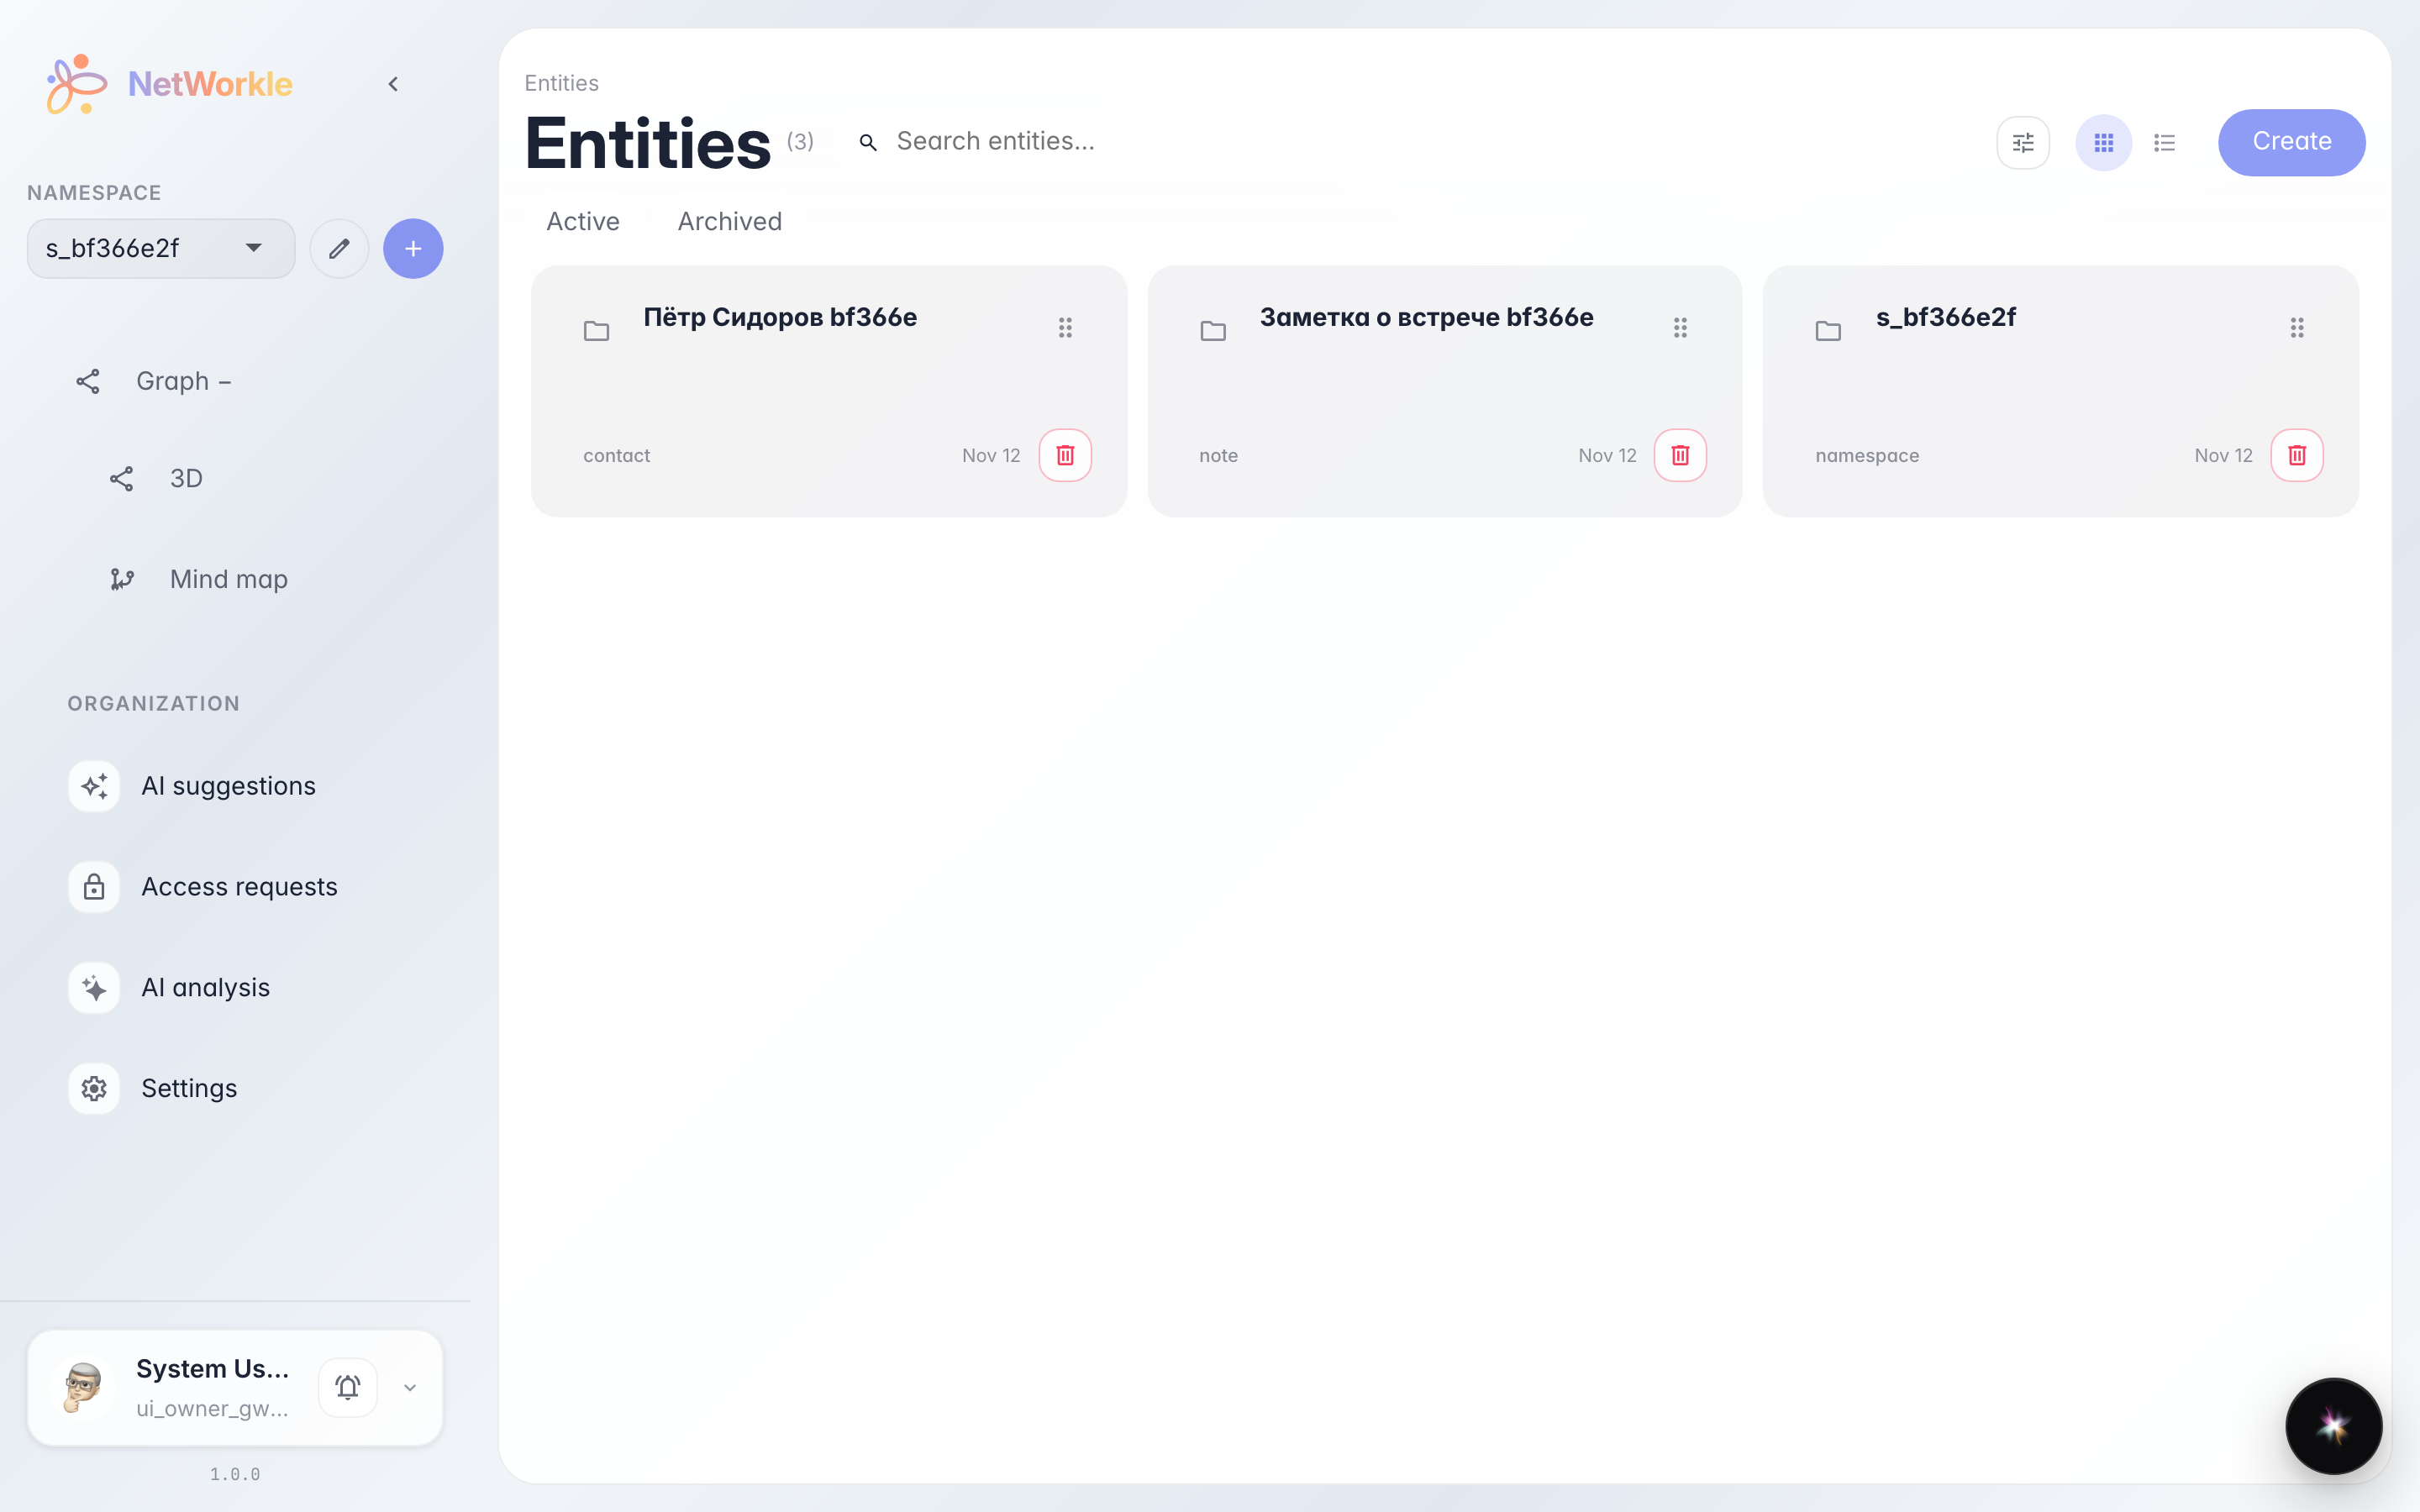 NetWorkle
NAMESPACE
s_bf366e2f
Graph –
3D
Mind map
ORGANIZATION
AI suggestions
Access requests
AI analysis
Settings
System Us...
ui_owner_gw...
1.0.0
Entities
Entities (3)
Search entities...
Create
Active Archived
Пётр Сидоров bf366e
contact Nov 12
Заметка о встрече bf366e
note Nov 12
s_bf366e2f
namespace Nov 12